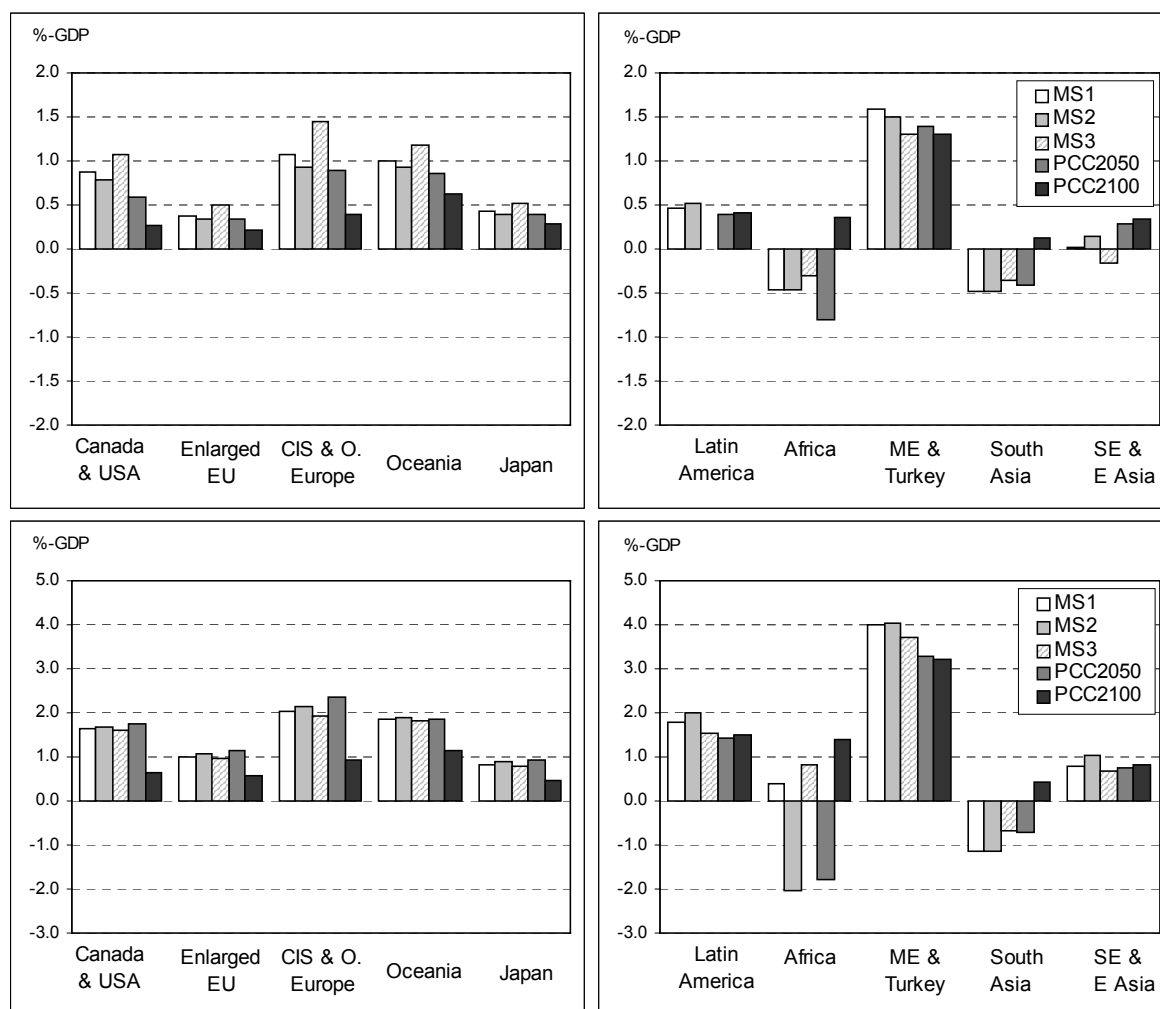 %-GDP
2.0
1.5
1.0
0.5
0.0
-0.5
-1.0
-1.5
-2.0
Canada
& USA
Enlarged
EU
CIS & O.
Europe
Oceania
Japan
%-GDP
2.0
1.5
1.0
0.5
0.0
-0.5
-1.0
-1.5
-2.0
MS1
MS2
MS3
PCC2050
PCC2100
Latin
America
Africa
ME &
Turkey
South
Asia
SE &
E Asia
%-GDP
5.0
4.0
3.0
2.0
1.0
0.0
-1.0
-2.0
-3.0
Canada
& USA
Enlarged
EU
CIS & O.
Europe
Oceania
Japan
%-GDP
5.0
4.0
3.0
2.0
1.0
0.0
-1.0
-2.0
-3.0
MS1
MS2
MS3
PCC2050
PCC2100
Latin
America
Africa
ME &
Turkey
South
Asia
SE &
E Asia